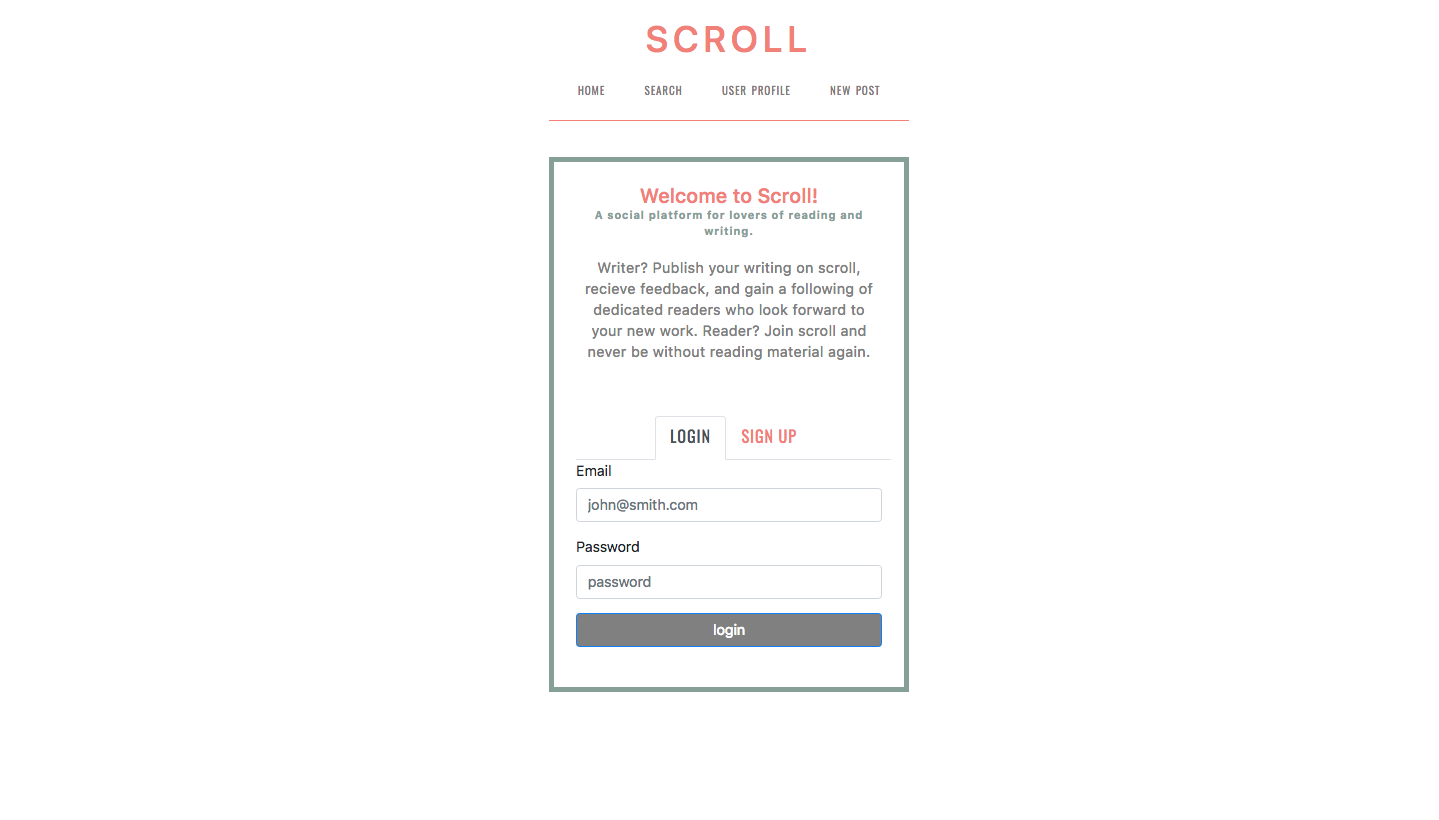 SCROLL
HOME SEARCH USER PROFILE NEW POST
Welcome to Scroll!
A social platform for lovers of reading and
writing.
Writer? Publish your writing on scroll,
recieve feedback, and gain a following of
dedicated readers who look forward to
your new work. Reader? Join scroll and
never be without reading material again.
LOGIN SIGN UP
Email
john@smith.com
Password
password
login